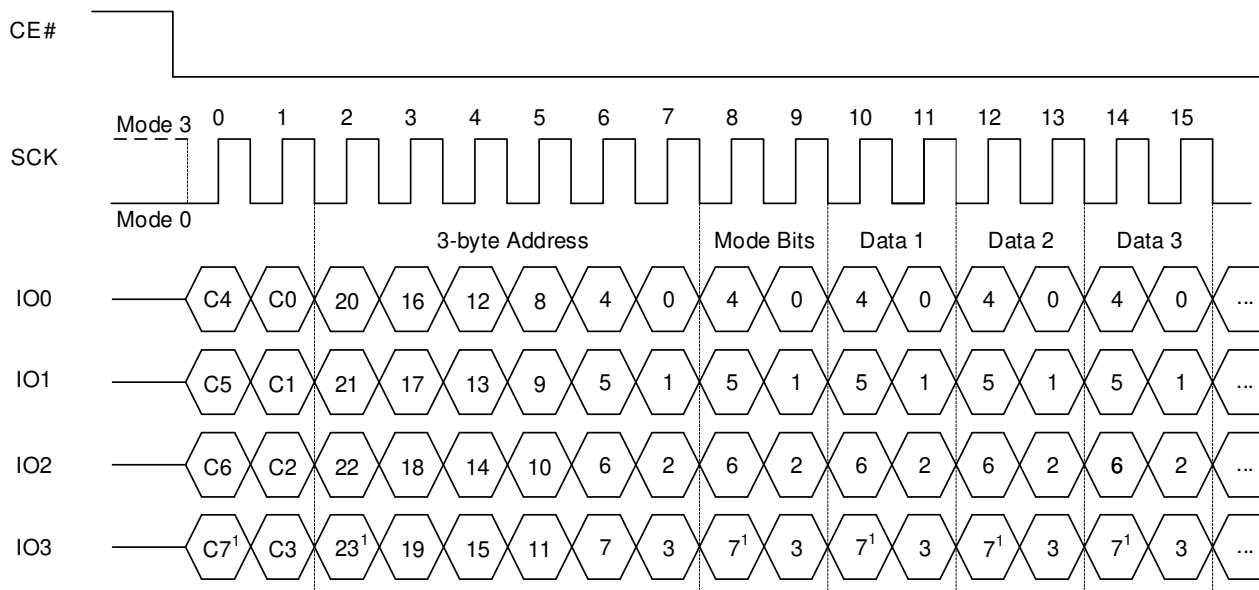 CE#
0 1 2 3 4 5 6 7 8 9 10 11 12 13 14 15
Mode 3
SCK
Mode 0
3-byte Address Mode Bits Data 1 Data 2 Data 3
IO0 C4 C0 20 16 12 8 4 0 4 0 4 0 4 0 4 0 ...
IO1 C5 C1 21 17 13 9 5 1 5 1 5 1 5 1 5 1 ...
IO2 C6 C2 22 18 14 10 6 2 6 2 6 2 6 2 6 2 ...
IO3 C7¹ C3 23¹ 19 15 11 7 3 7¹ 3 7¹ 3 7¹ 3 7¹ 3 ...